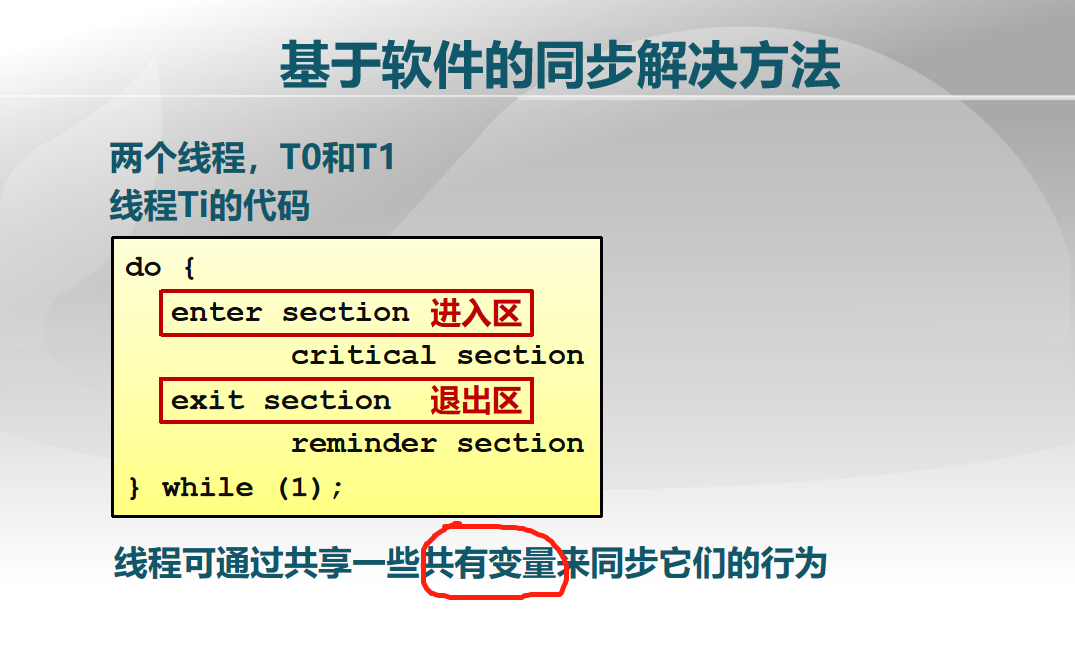 基于软件的同步解决方法
两个线程，T0和T1
线程Ti的代码
do {
enter section 进入区
critical section
exit section 退出区
reminder section
} while (1);
线程可通过共享一些共有变量来同步它们的行为